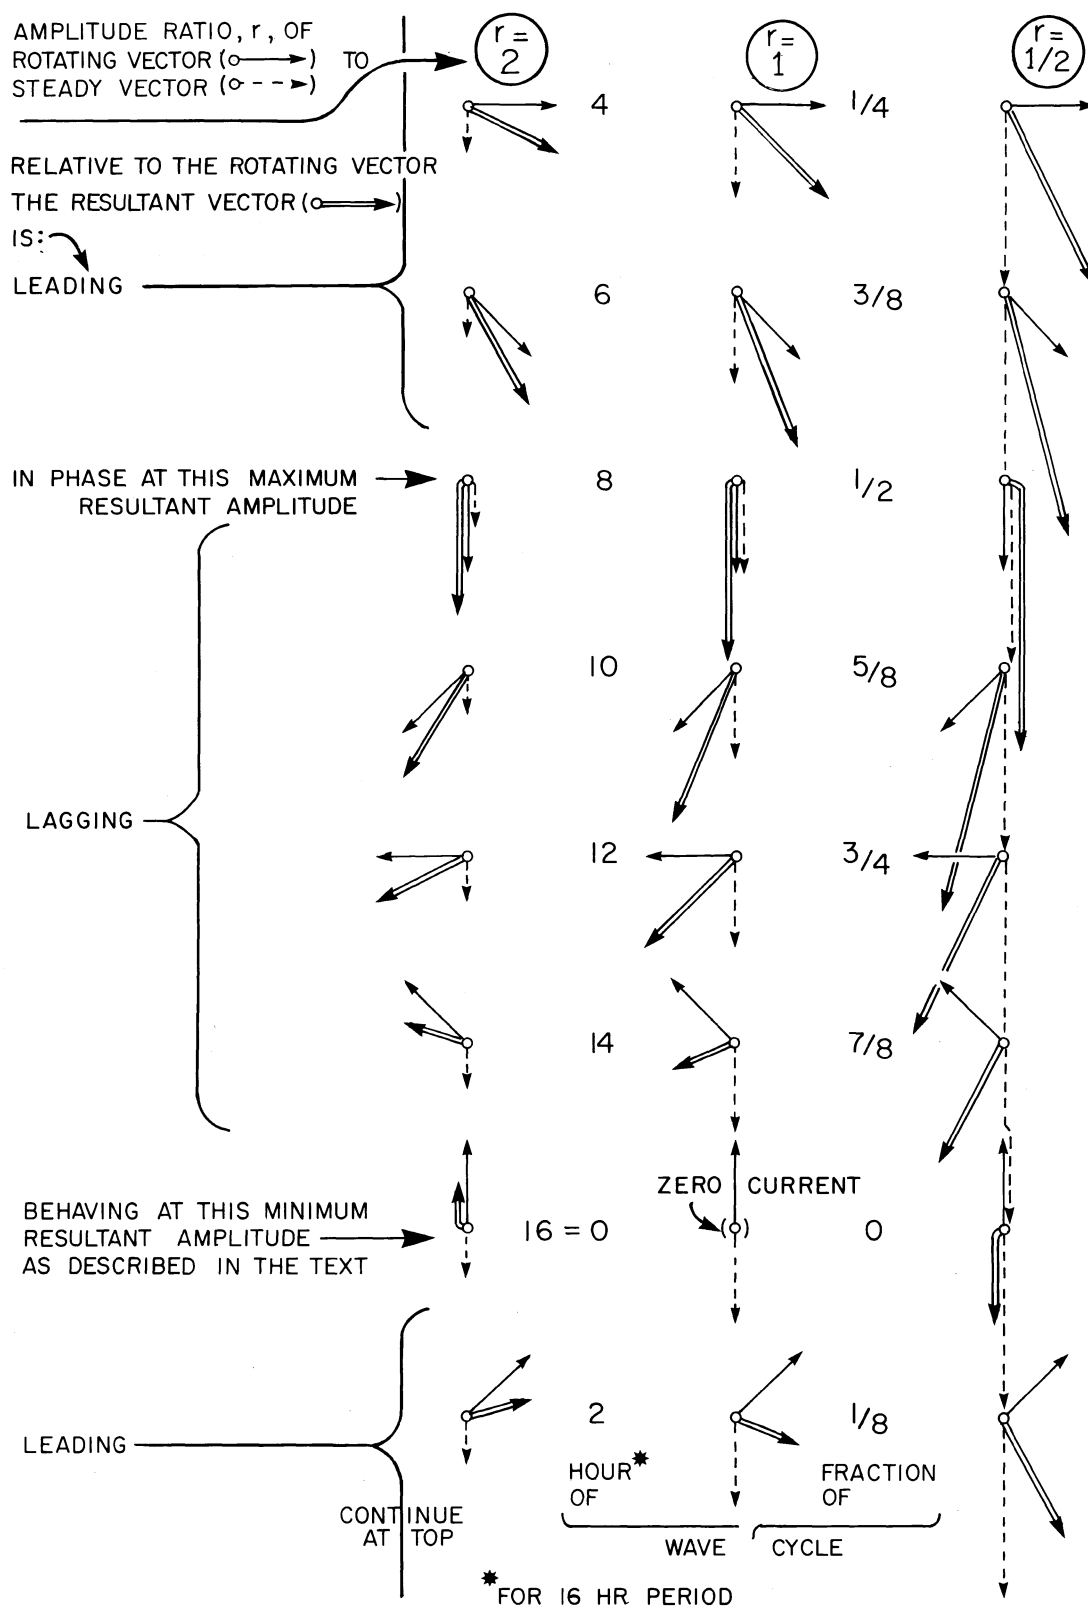 AMPLITUDE RATIO, r, OF
ROTATING VECTOR ( ) TO
STEADY VECTOR ( )
r = 2
r = 1
r = 1/2
4
1/4
RELATIVE TO THE ROTATING VECTOR
THE RESULTANT VECTOR ( )
IS:
LEADING
6
3/8
IN PHASE AT THIS MAXIMUM
RESULTANT AMPLITUDE
8
1/2
10
5/8
LAGGING
12
3/4
14
7/8
ZERO CURRENT
( )
BEHAVING AT THIS MINIMUM
RESULTANT AMPLITUDE
AS DESCRIBED IN THE TEXT
16 = 0
0
LEADING
2
1/8
HOUR*
OF
FRACTION
OF
CONTINUE
AT TOP
WAVE CYCLE
*FOR 16 HR PERIOD